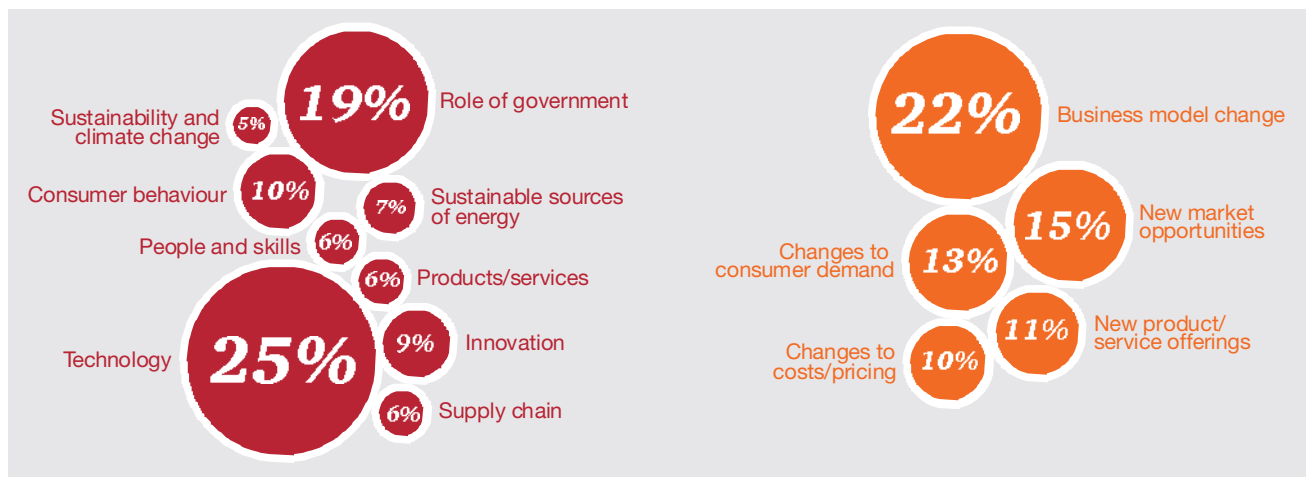 19%
Role of government
5%
Sustainability and
climate change
10%
Consumer behaviour
7%
Sustainable sources
of energy
6%
People and skills
6%
Products/services
25%
Technology
9%
Innovation
6%
Supply chain
22%
Business model change
15%
New market
opportunities
13%
Changes to
consumer demand
11%
New product/
service offerings
10%
Changes to
costs/pricing